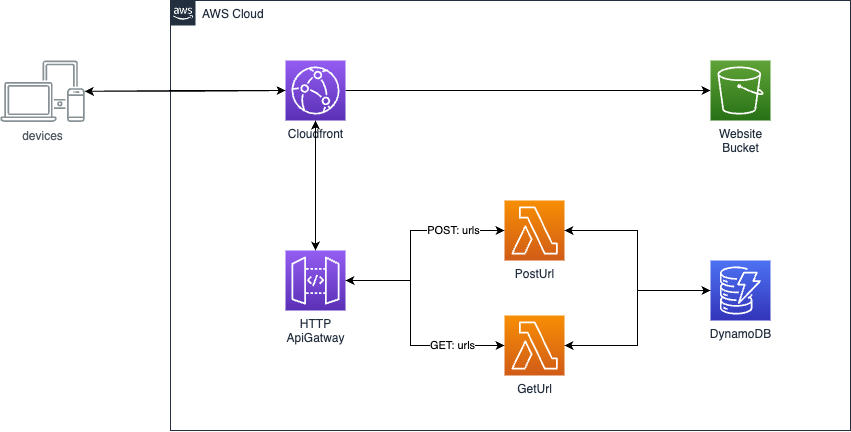 aws
AWS Cloud
devices
Cloudfront
Website
Bucket
POST: urls
PostUrl
HTTP
ApiGatway
</>
GET: urls
GetUrl
DynamoDB